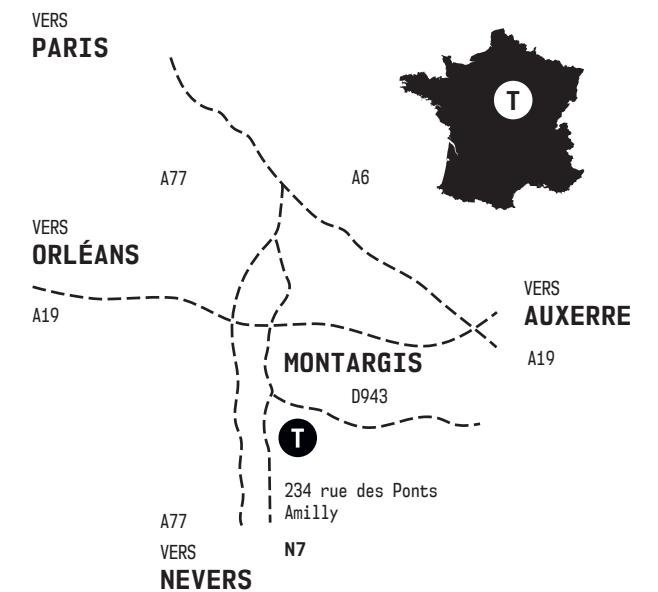 VERS
PARIS
T
A77
A6
VERS
ORLÉANS
A19
VERS
AUXERRE
A19
MONTARGIS
D943
T
234 rue des Ponts
Amilly
A77
VERS
NEVERS
N7